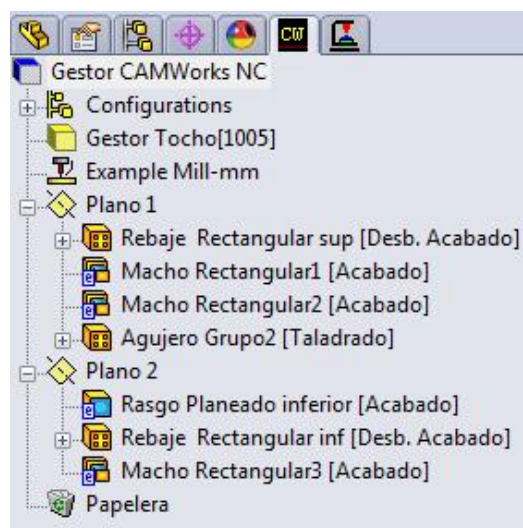 CW
Gestor CAMWorks NC
Configurations
Gestor Tocho[1005]
Example Mill-mm
Plano 1
Rebaje Rectangular sup [Desb. Acabado]
Macho Rectangular1 [Acabado]
Macho Rectangular2 [Acabado]
Agujero Grupo2 [Taladrado]
Plano 2
Rasgo Planeado inferior [Acabado]
Rebaje Rectangular inf [Desb. Acabado]
Macho Rectangular3 [Acabado]
Papelera